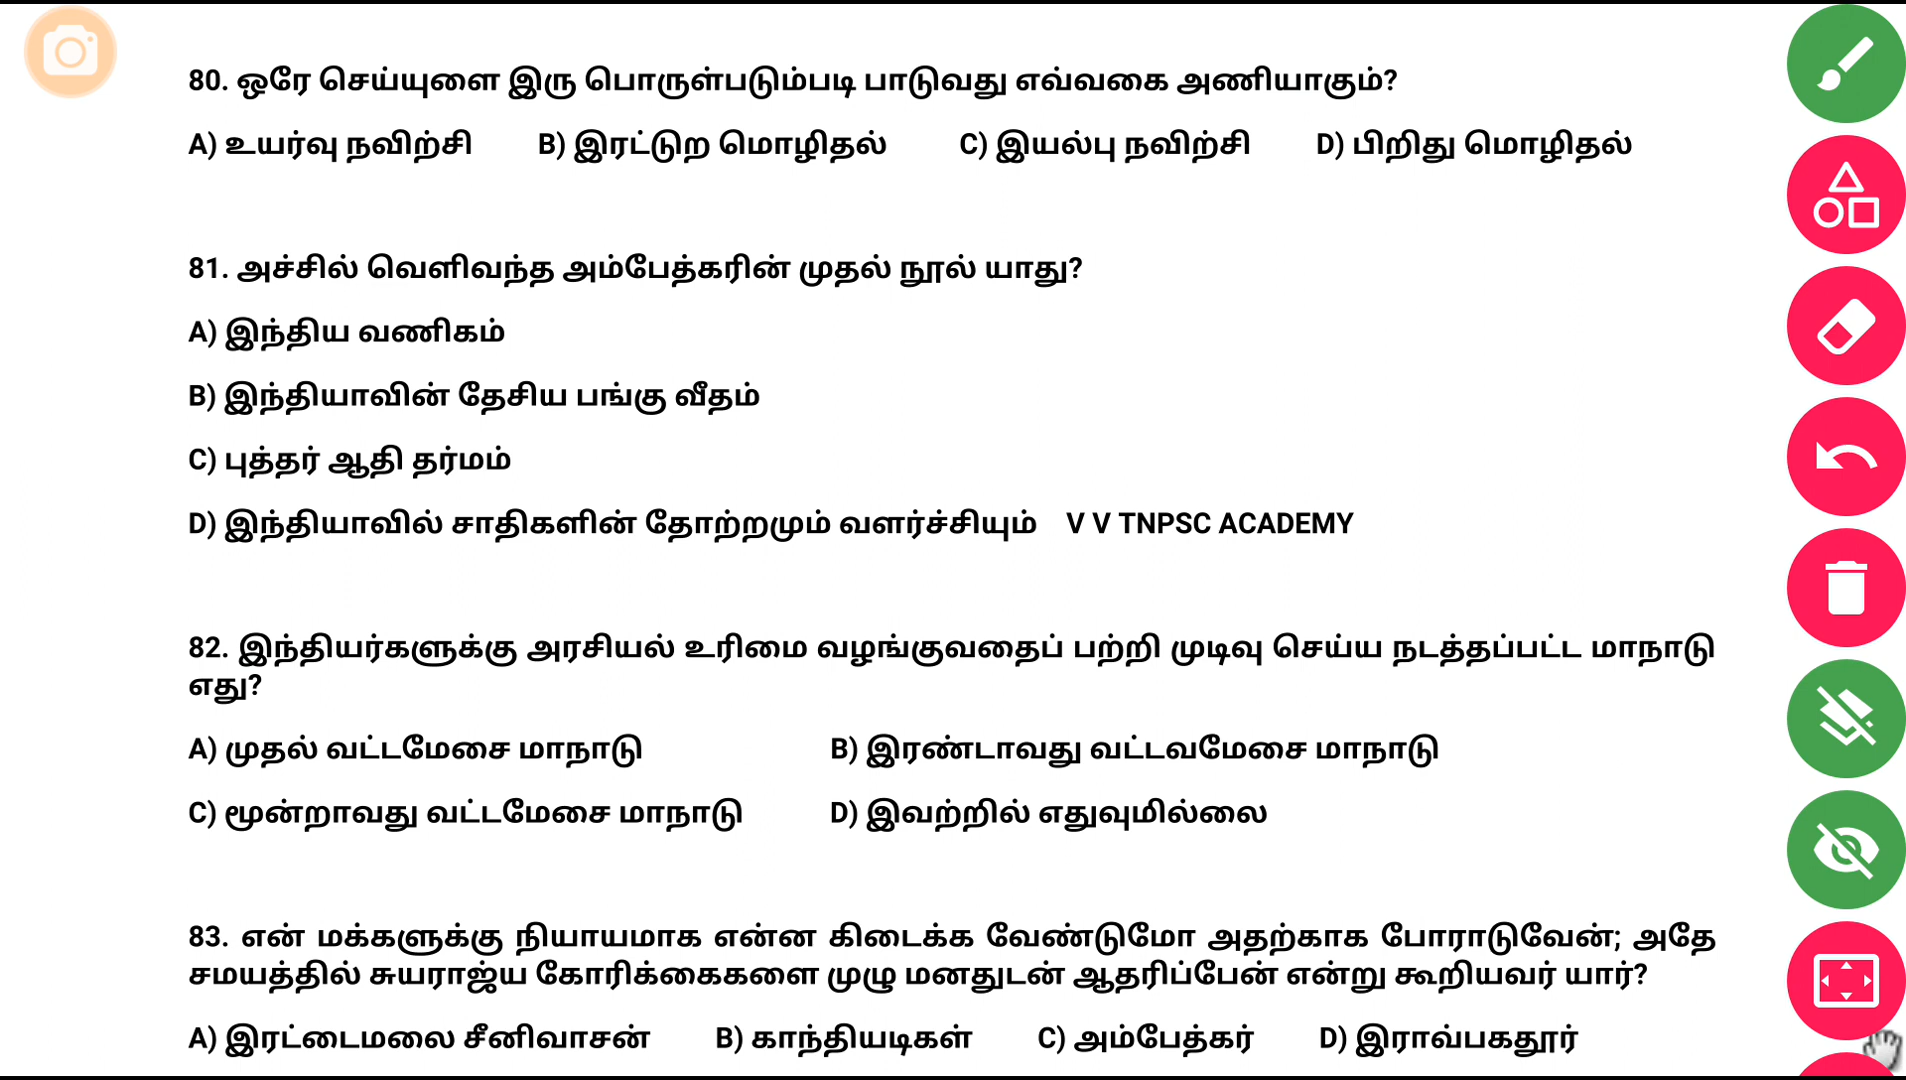 80. ஒரே செய்யுளை இரு பொருள்படும்படி பாடுவது எவ்வகை அணியாகும்?
A) உயர்வு நவிற்சி B) இரட்டுற மொழிதல் C) இயல்பு நவிற்சி D) பிறிது மொழிதல்
81. அச்சில் வெளிவந்த அம்பேத்கரின் முதல் நூல் யாது?
A) இந்திய வணிகம்
B) இந்தியாவின் தேசிய பங்கு வீதம்
C) புத்தர் ஆதி தர்மம்
D) இந்தியாவில் சாதிகளின் தோற்றமும் வளர்ச்சியும் V V TNPSC ACADEMY
82. இந்தியர்களுக்கு அரசியல் உரிமை வழங்குவதைப் பற்றி முடிவு செய்ய நடத்தப்பட்ட மாநாடு
எது?
A) முதல் வட்டமேசை மாநாடு B) இரண்டாவது வட்டவமேசை மாநாடு
C) மூன்றாவது வட்டமேசை மாநாடு D) இவற்றில் எதுவுமில்லை
83. என் மக்களுக்கு நியாயமாக என்ன கிடைக்க வேண்டுமோ அதற்காக போராடுவேன்; அதே
சமயத்தில் சுயராஜ்ய கோரிக்கைகளை முழு மனதுடன் ஆதரிப்பேன் என்று கூறியவர் யார்?
A) இரட்டைமலை சீனிவாசன் B) காந்தியடிகள் C) அம்பேத்கர் D) இராவ்பகதூர்